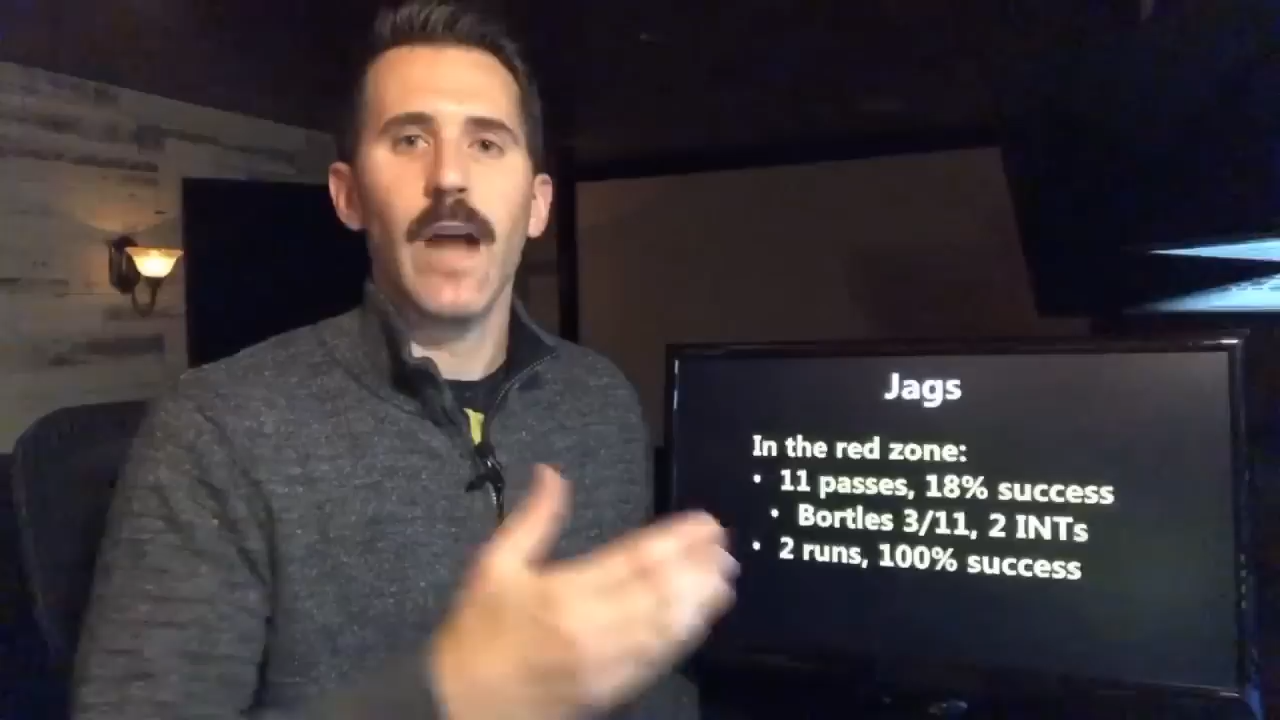 Jags
In the red zone:
• 11 passes, 18% success
• Bortles 3/11, 2 INTs
• 2 runs, 100% success